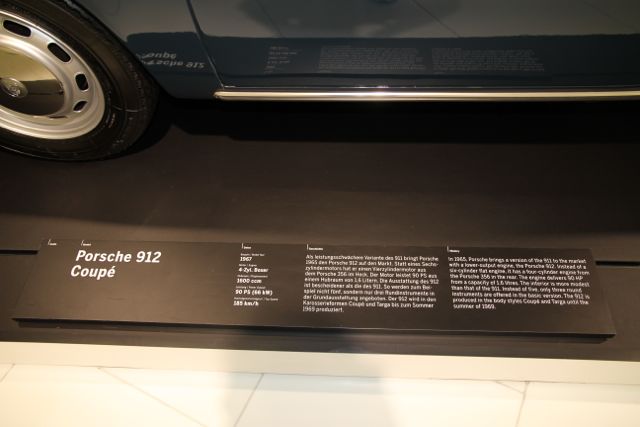 Porsche 912
Coupé
1967
4-Zyl. Boxer
1600 ccm
90 PS (66 kW)
185 km/h
Als leistungsschwächere Variante des 911 bringt Porsche
1965 den Porsche 912 auf den Markt. Statt eines Sechs-
zylindermotors hat er einen Vierzylindermotor aus
dem Porsche 356 im Heck. Der Motor leistet 90 PS aus
einem Hubraum von 1,6 Litern. Die Ausstattung des 912
ist bescheidener als die des 911. So werden zum Bei-
spiel nicht fünf, sondern nur drei Rundinstrumente in
der Grundausstattung angeboten. Der 912 wird in den
Karosserieformen Coupé und Targa bis zum Sommer
1969 produziert.
In 1965, Porsche brings a version of the 911 to the market
with a lower-output engine, the Porsche 912. Instead of a
six-cylinder flat engine, it has a four-cylinder engine from
the Porsche 356 in the rear. The engine delivers 90 HP
from a capacity of 1.6 litres. The interior is more modest
than that of the 911. Instead of five, only three round
instruments are offered in the basic version. The 912 is
produced in the body styles Coupé and Targa until the
summer of 1969.